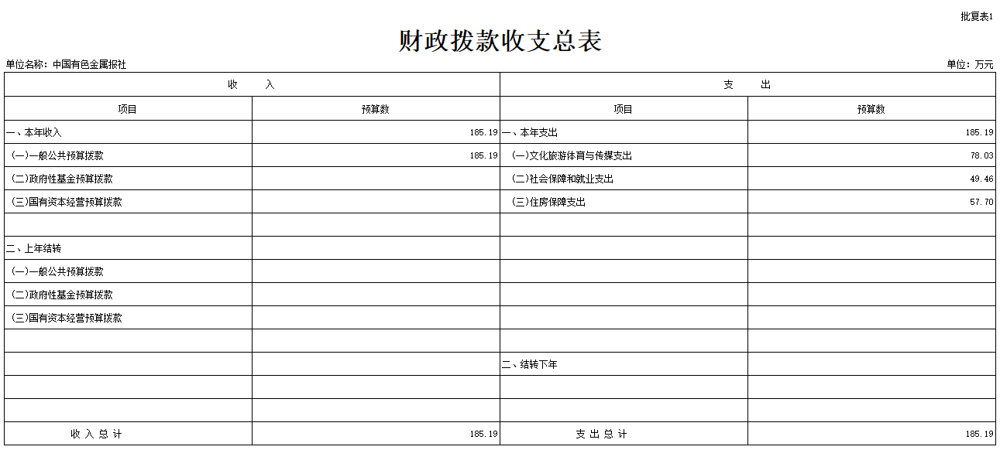 批复表1
财政拨款收支总表
单位名称：中国有色金属报社 单位：万元
收 入 支 出
项目 预算数 项目 预算数
一、本年收入 185.19 一、本年支出 185.19
(一)一般公共预算拨款 185.19 (一)文化旅游体育与传媒支出 78.03
(二)政府性基金预算拨款 (二)社会保障和就业支出 49.46
(三)国有资本经营预算拨款 (三)住房保障支出 57.70
二、上年结转
(一)一般公共预算拨款
(二)政府性基金预算拨款
(三)国有资本经营预算拨款
二、结转下年
收 入 总 计 185.19 支 出 总 计 185.19